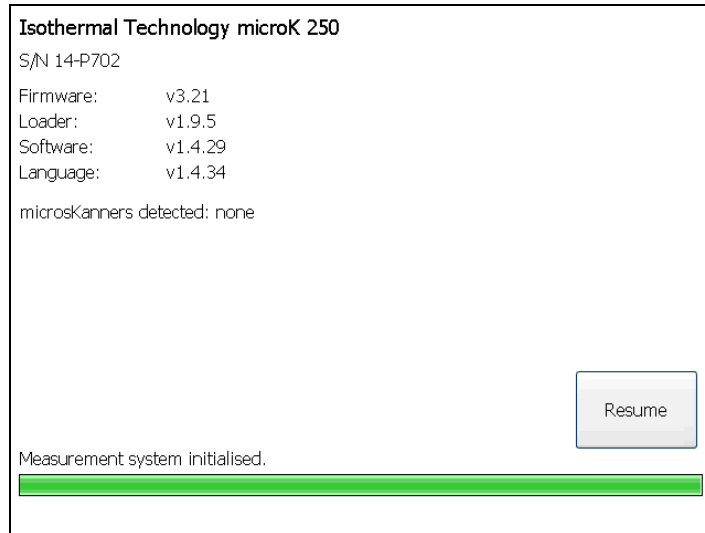 Isothermal Technology microK 250
S/N 14-P702
Firmware: v3.21
Loader: v1.9.5
Software: v1.4.29
Language: v1.4.34
microsKanners detected: none
Resume
Measurement system initialised.